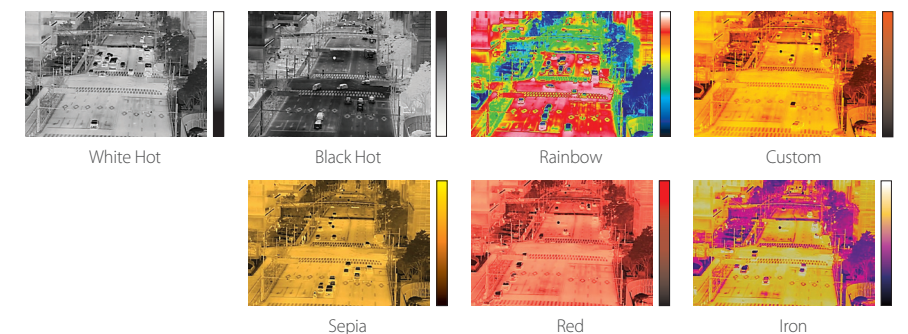 White Hot
Black Hot
Rainbow
Custom
Sepia
Red
Iron